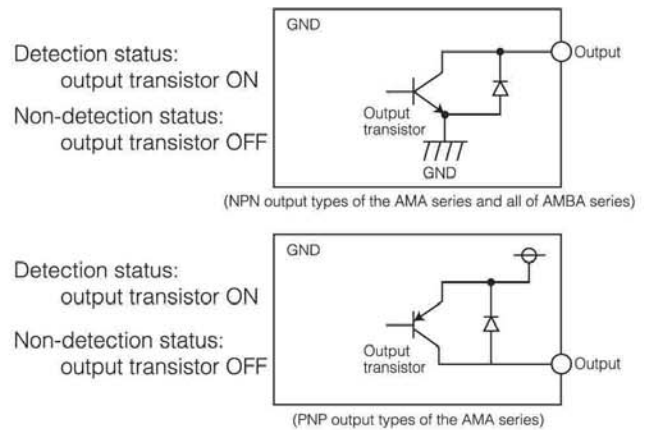 GND
Detection status:
output transistor ON
Non-detection status:
output transistor OFF
Output
Output
transistor
GND
(NPN output types of the AMA series and all of AMBA series)
GND
Detection status:
output transistor ON
Non-detection status:
output transistor OFF
Output
transistor
Output
(PNP output types of the AMA series)